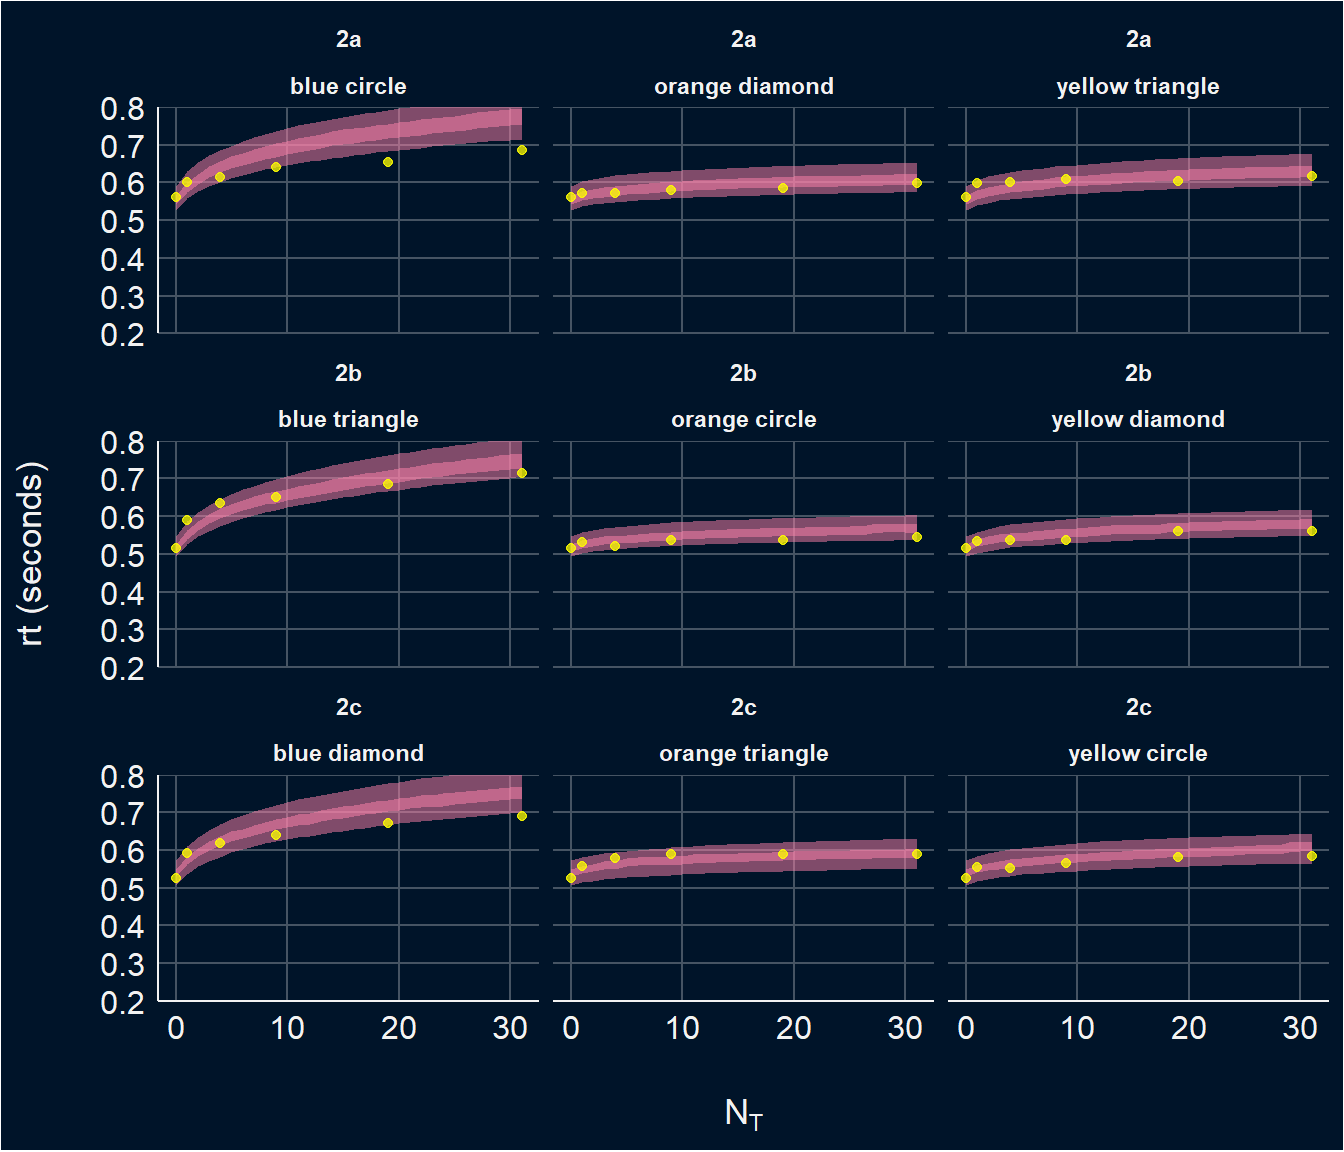 2a 2a 2a
blue circle orange diamond yellow triangle
0.8
0.7
0.6
0.5
0.4
0.3
0.2
2b 2b 2b
blue triangle orange circle yellow diamond
0.8
0.7
0.6
0.5
0.4
0.3
0.2
rt (seconds)
2c 2c 2c
blue diamond orange triangle yellow circle
0.8
0.7
0.6
0.5
0.4
0.3
0.2
0 10 20 30 0 10 20 30 0 10 20 30
N_T